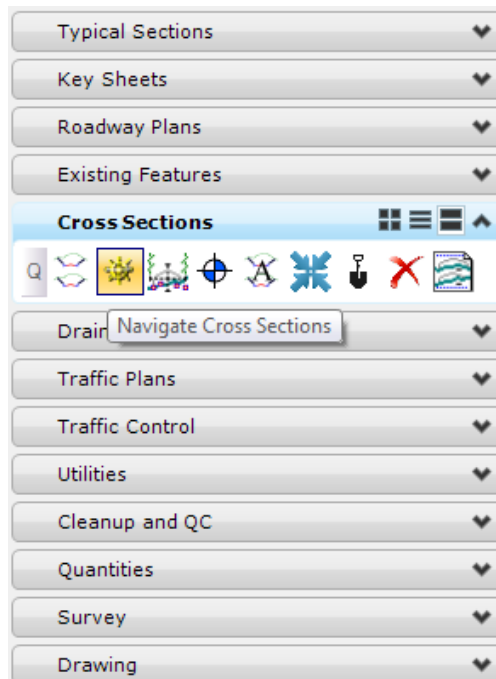 Typical Sections
Key Sheets
Roadway Plans
Existing Features
Cross Sections
Q A
Drain
Navigate Cross Sections
Traffic Plans
Traffic Control
Utilities
Cleanup and QC
Quantities
Survey
Drawing